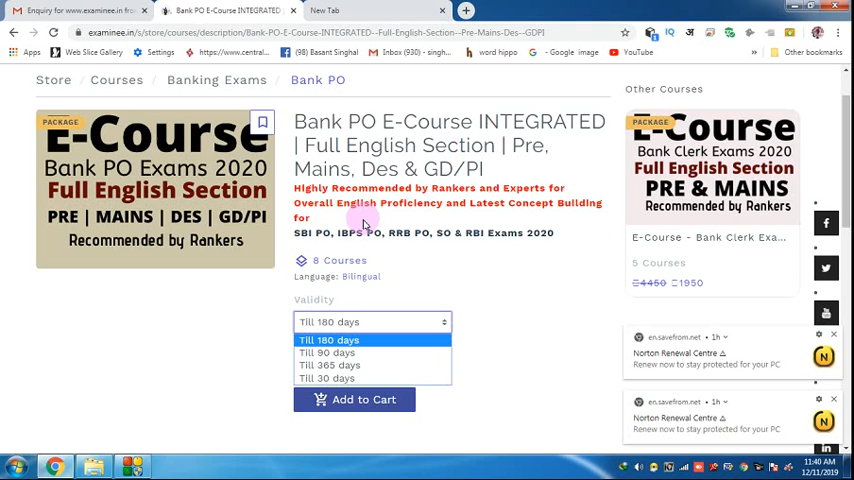 Enquiry for www.examinee.in fro
Bank PO E-Course INTEGRATED |
New Tab
examinee.in/s/store/courses/description/Bank-PO-E-Course-INTEGRATED--Full-English-Section--Pre-Mains-Des--GDPI
Apps
Web Slice Gallery
Settings
https://www.central...
(98) Basant Singhal
Inbox (930) - singh...
word hippo
- Google image
YouTube
Store / Courses / Banking Exams / Bank PO
PACKAGE
E-Course
Bank PO Exams 2020
Full English Section
PRE | MAINS | DES | GD/PI
Recommended by Rankers
Bank PO E-Course INTEGRATED
| Full English Section | Pre,
Mains, Des & GD/PI
Highly Recommended by Rankers and Experts for
Overall English Proficiency and Latest Concept Building
for
SBI PO, IBPS PO, RRB PO, SO & RBI Exams 2020
8 Courses
Language: Bilingual
Validity
Till 180 days
Till 180 days
Till 90 days
Till 365 days
Till 30 days
Add to Cart
Other Courses
PACKAGE
E-Course
Bank Clerk Exams 2020
Full English Section
PRE & MAINS
Recommended by Rankers
E-Course - Bank Clerk Exa...
5 Courses
4450 1950
en.savefrom.net • 1h
Norton Renewal Centre
Renew now to stay protected for your PC
en.savefrom.net • 1h
Norton Renewal Centre
Renew now to stay protected for your PC
11:40 AM
12/11/2019